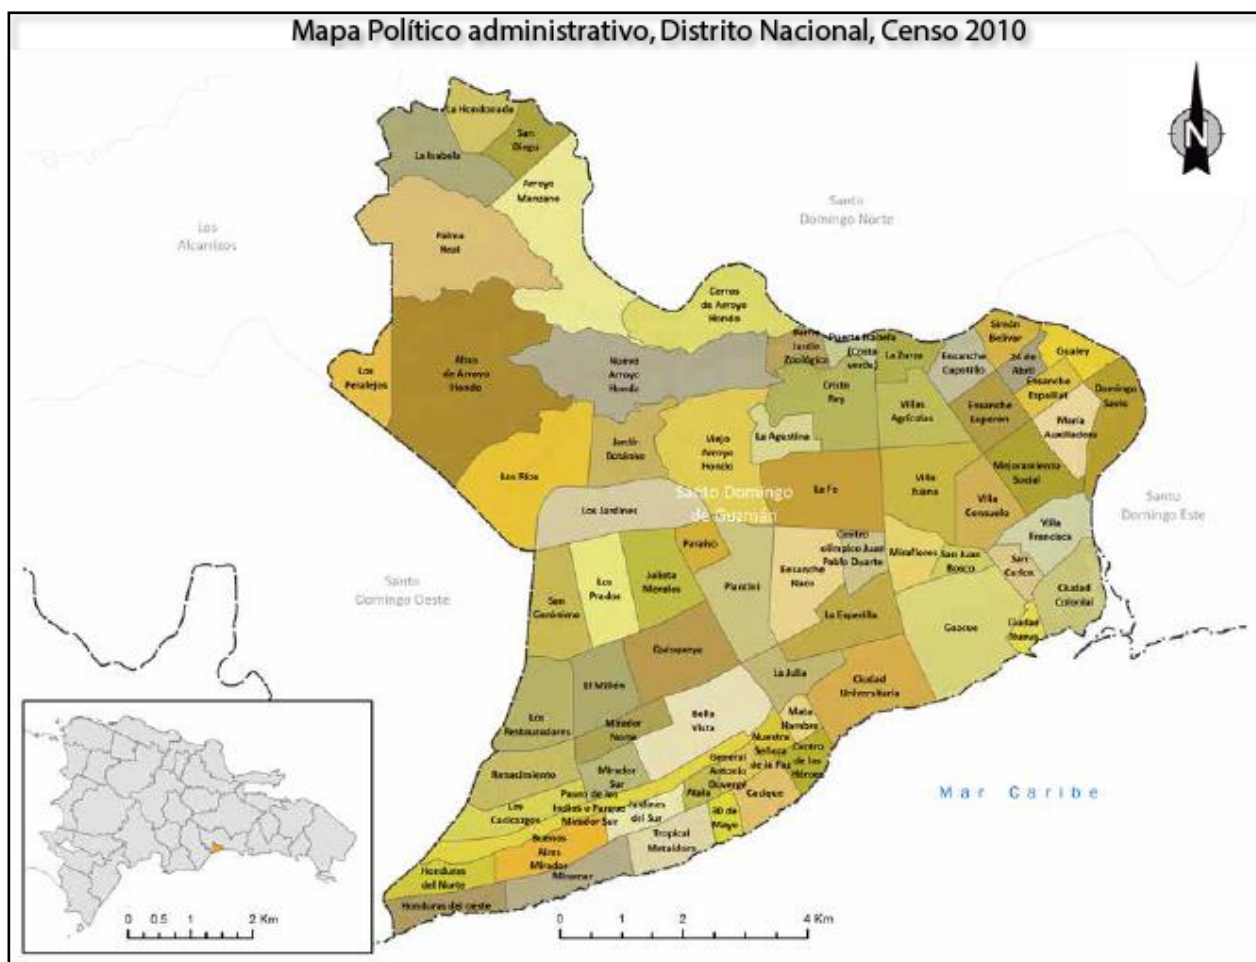 Mapa Político administrativo, Distrito Nacional, Censo 2010
N
La Hondonada
San
Diego
La Isabela
Arroyo
Manzano
Santo
Domingo Norte
Los
Alcarrizos
Palma
Real
Cerros
de Arroyo
Hondo
Simón
Bolívar
Gualey
24 de
Abril
Jardín
Zoológico
Puerto Isabela
(Costa
verde)
La Zurza
Ensanche
Capotillo
Ensanche
Espaillat
Domingo
Savio
Los
Peralejos
Altos
de Arroyo
Hondo
Nuevo
Arroyo
Hondo
Cristo
Rey
Villas
Agrícolas
Ensanche
Luperón
María
Auxiliadora
Jardín
Botánico
Viejo
Arroyo
Hondo
La Agustina
Los Ríos
La Fe
Villa
Juana
Mejoramiento
Social
Villa
Consuelo
Santo Domingo
de Guzmán
Santo
Domingo Este
Los Jardines
Villa
Francisca
Paraíso
Centro
olímpico Juan
Pablo Duarte
Miraflores
San Juan
Bosco
San
Carlos
Santo
Domingo Oeste
San
Gerónimo
Los
Prados
Julieta
Morales
Piantini
Ensanche
Naco
Ciudad
Colonial
La Esperilla
Gazcue
Ciudad
Nueva
Quisqueya
El Millón
La Julia
Ciudad
Universitaria
Los
Restauradores
Mirador
Norte
Bella
Vista
Mata
Hambre
Nuestra
Señora
de la Paz
Centro
de los
Héroes
Renacimiento
Mirador
Sur
General
Antonio
Duvergé
Atala
Cacique
Los
Cacicazgos
Paseo de los
Indios o Parque
Mirador Sur
Jardines
del Sur
30 de
Mayo
Mar Caribe
Buenos
Aires
Mirador
Tropical
Metaldom
Honduras
del Norte
Miramar
Honduras del oeste
0 0.5 1 2 Km
0 1 2 4 Km